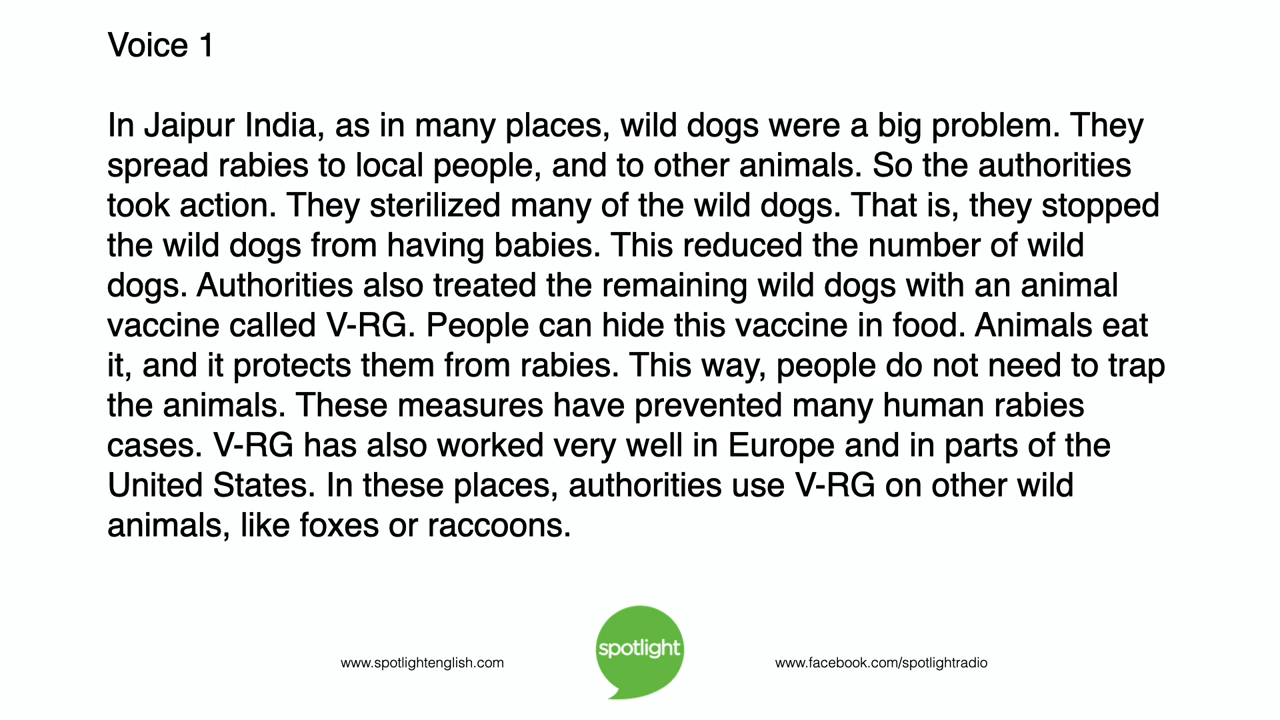 Voice 1
In Jaipur India, as in many places, wild dogs were a big problem. They
spread rabies to local people, and to other animals. So the authorities
took action. They sterilized many of the wild dogs. That is, they stopped
the wild dogs from having babies. This reduced the number of wild
dogs. Authorities also treated the remaining wild dogs with an animal
vaccine called V-RG. People can hide this vaccine in food. Animals eat
it, and it protects them from rabies. This way, people do not need to trap
the animals. These measures have prevented many human rabies
cases. V-RG has also worked very well in Europe and in parts of the
United States. In these places, authorities use V-RG on other wild
animals, like foxes or raccoons.
www.spotlightenglish.com
spotlight
www.facebook.com/spotlightradio